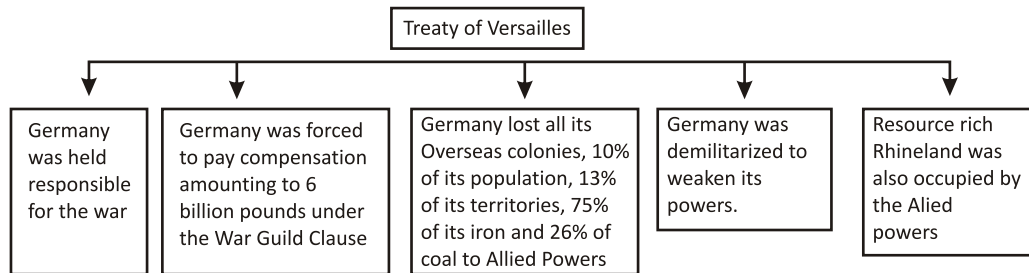 Treaty of Versailles
Germany
was held
responsible
for the war
Germany was forced
to pay compensation
amounting to 6
billion pounds under
the War Guild Clause
Germany lost all its
Overseas colonies, 10%
of its population, 13%
of its territories, 75%
of its iron and 26% of
coal to Allied Powers
Germany was
demilitarized to
weaken its
powers.
Resource rich
Rhineland was
also occupied by
the Alied
powers